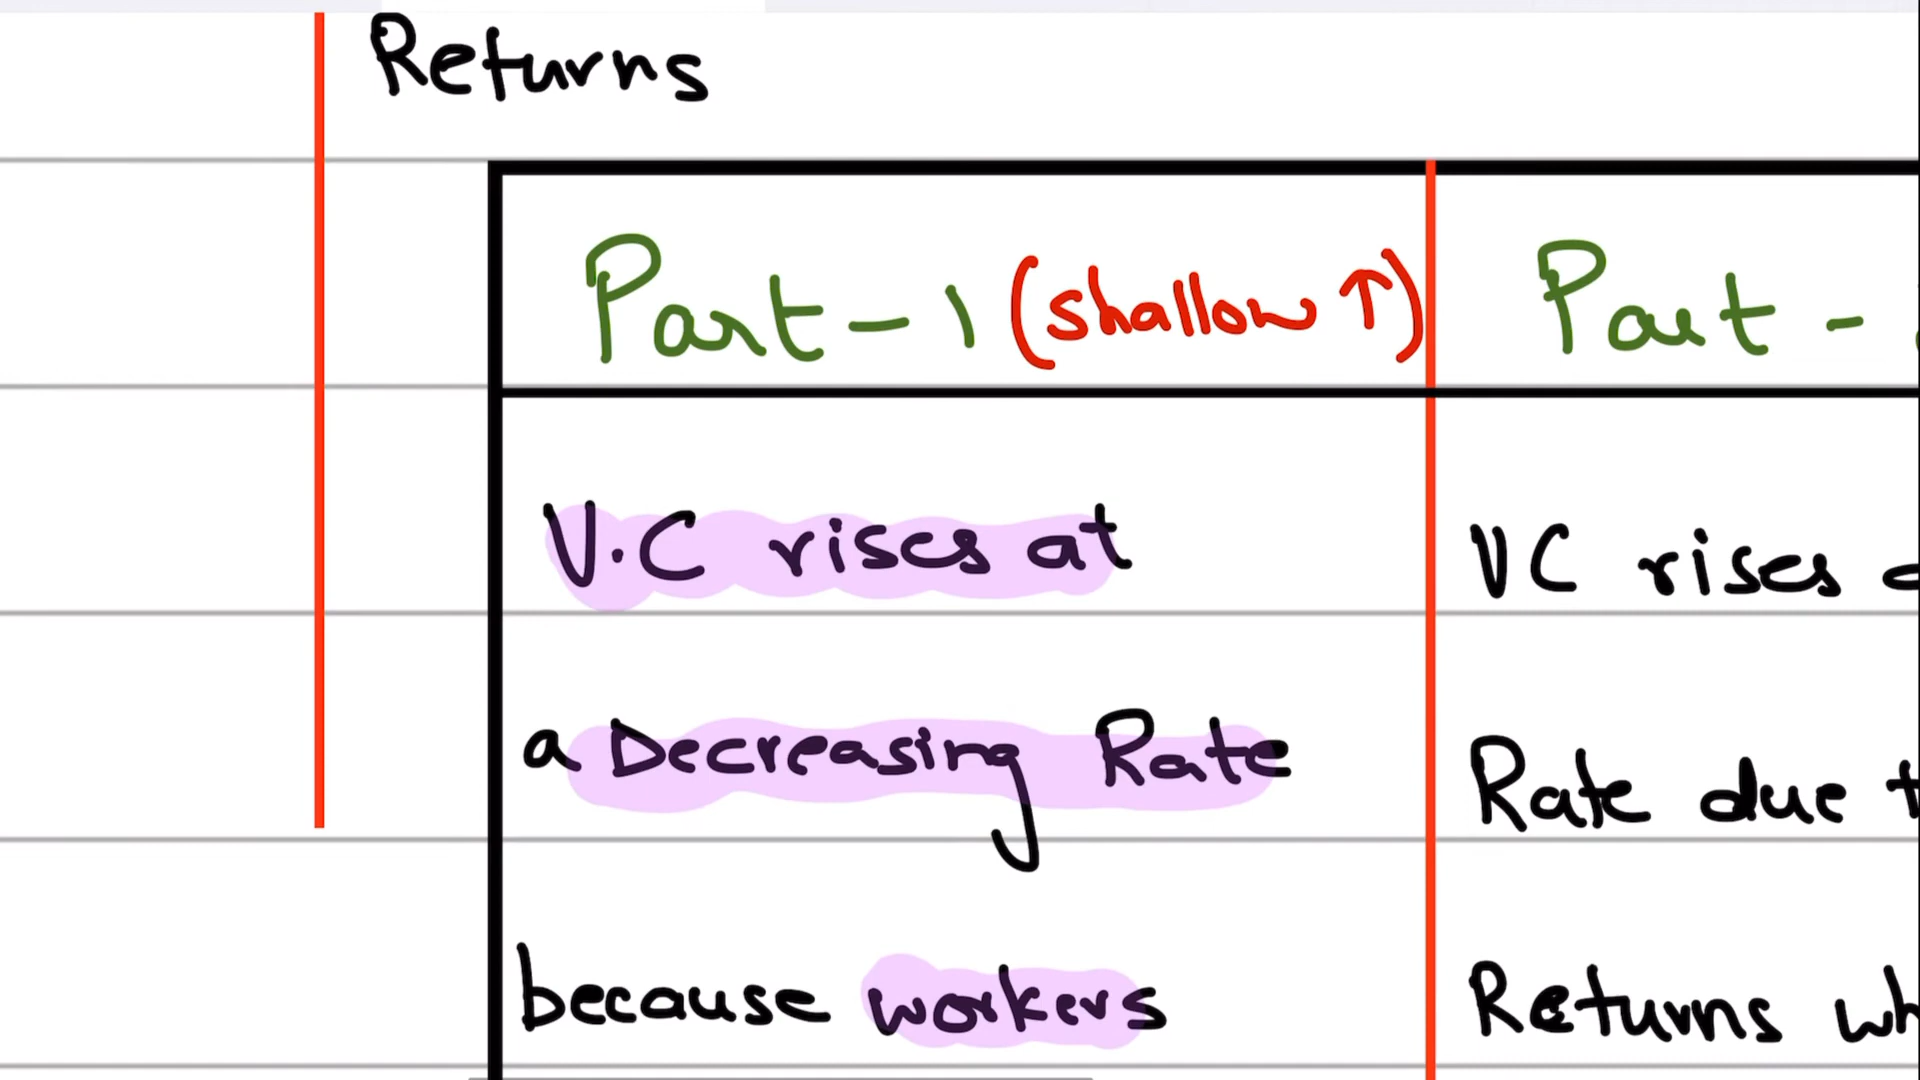 Returns
Part - 1 (shallow ↑)
Part -
V.C rises at
a Decreasing Rate
because workers
VC rises
Rate due
Returns